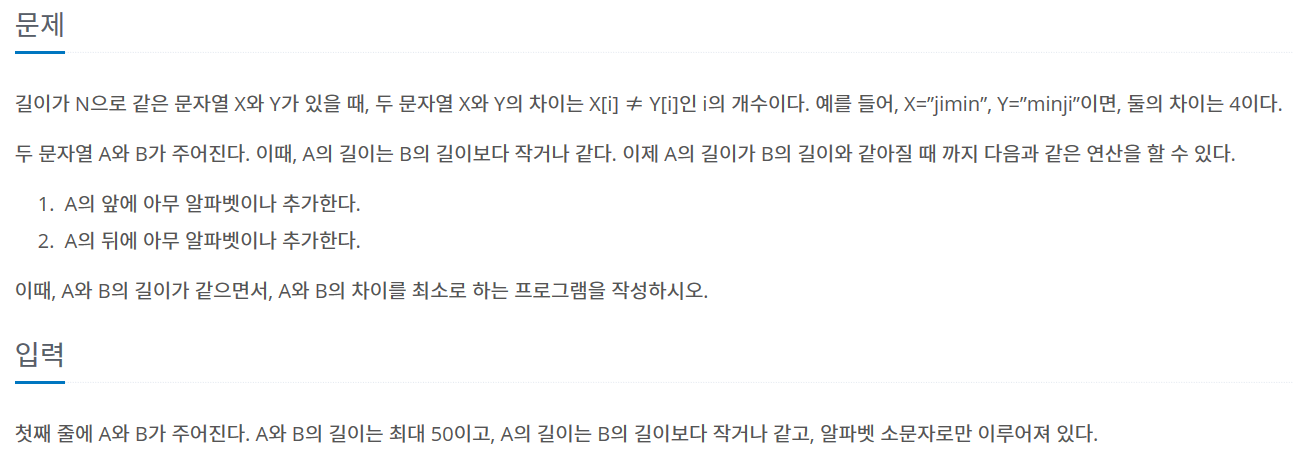 문제
길이가 N으로 같은 문자열 X와 Y가 있을 때, 두 문자열 X와 Y의 차이는 X[i] ≠ Y[i]인 i의 개수이다. 예를 들어, X=”jimin”, Y=”minji”이면, 둘의 차이는 4이다.
두 문자열 A와 B가 주어진다. 이때, A의 길이는 B의 길이보다 작거나 같다. 이제 A의 길이가 B의 길이와 같아질 때 까지 다음과 같은 연산을 할 수 있다.
1. A의 앞에 아무 알파벳이나 추가한다.
2. A의 뒤에 아무 알파벳이나 추가한다.
이때, A와 B의 길이가 같으면서, A와 B의 차이를 최소로 하는 프로그램을 작성하시오.
입력
첫째 줄에 A와 B가 주어진다. A와 B의 길이는 최대 50이고, A의 길이는 B의 길이보다 작거나 같고, 알파벳 소문자로만 이루어져 있다.